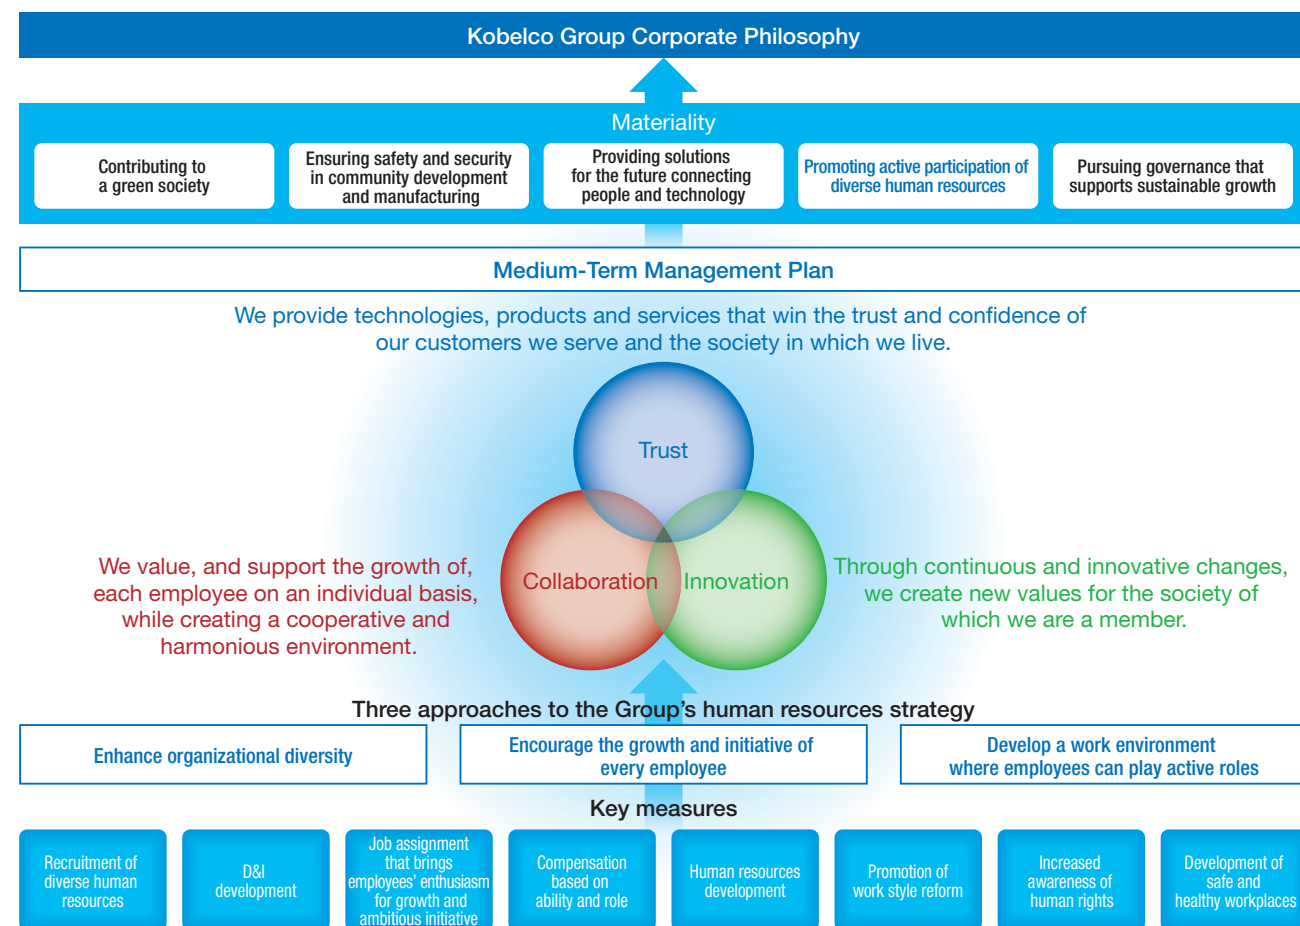 Kobelco Group Corporate Philosophy
Materiality
Contributing to
a green society
Ensuring safety and security
in community development
and manufacturing
Providing solutions
for the future connecting
people and technology
Promoting active participation of
diverse human resources
Pursuing governance that
supports sustainable growth
Medium-Term Management Plan
We provide technologies, products and services that win the trust and confidence of
our customers we serve and the society in which we live.
Trust
We value, and support the growth of,
each employee on an individual basis,
while creating a cooperative and
harmonious environment.
Collaboration
Innovation
Through continuous and innovative changes,
we create new values for the society of
which we are a member.
Three approaches to the Group's human resources strategy
Enhance organizational diversity
Encourage the growth and initiative of
every employee
Develop a work environment
where employees can play active roles
Key measures
Recruitment of
diverse human
resources
D&I
development
Job assignment
that brings
employees' enthusiasm
for growth and
ambitious initiative
Compensation
based on
ability and role
Human resources
development
Promotion of
work style reform
Increased
awareness of
human rights
Development of
safe and
healthy workplaces